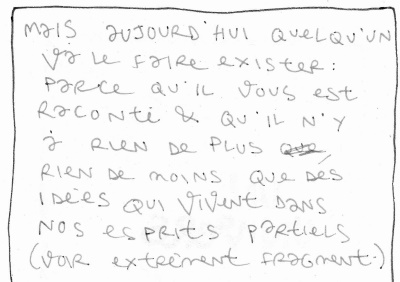 MAIS AUJOURD'HUI QUELQU'UN
VA LE FAIRE EXISTER :
PARCE QU'IL VOUS EST
RACONTÉ & QU'IL N'Y
A RIEN DE PLUS
RIEN DE MOINS QUE DES
IDÉES QUI VIVENT DANS
NOS ESPRITS PARTIELS
(VOIR EXTRÊMENT FRAGMENT.)